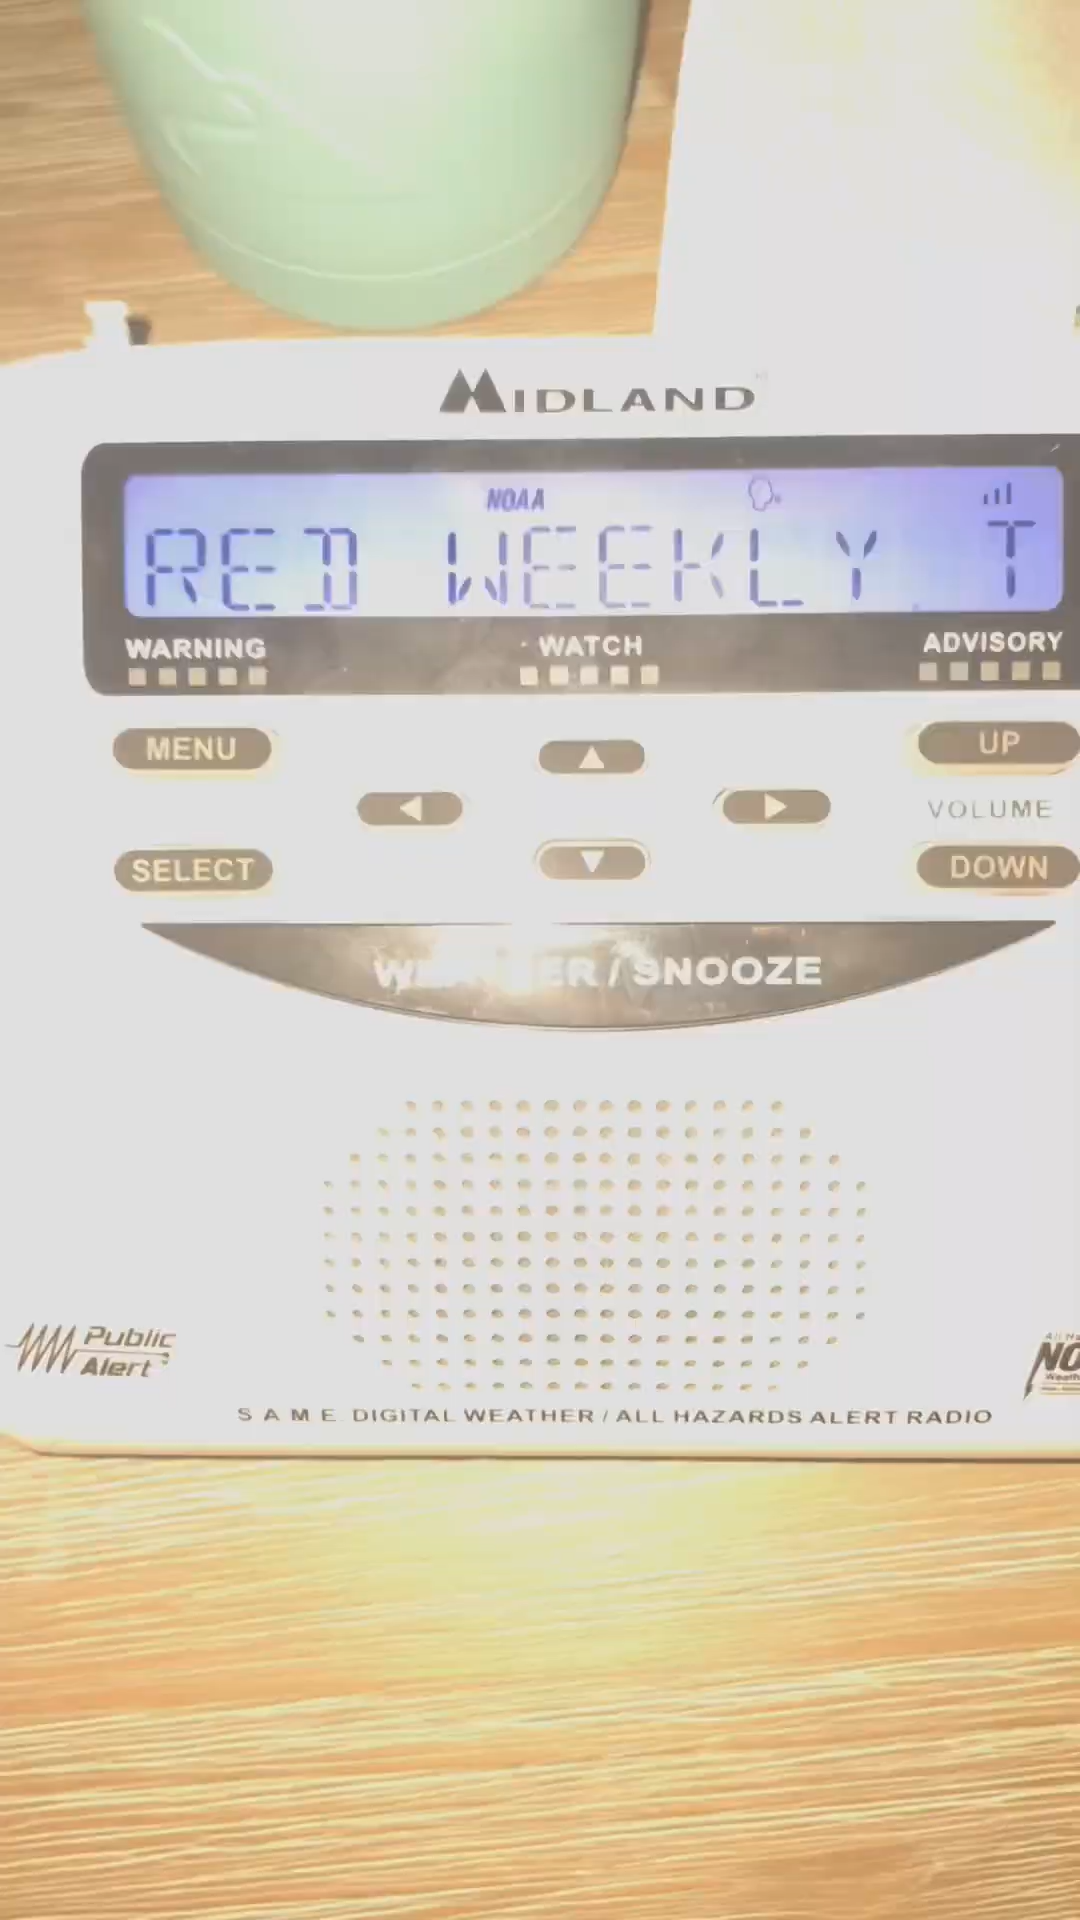 MIDLAND
NOAA
RED WEEKLY T
WARNING WATCH ADVISORY
MENU UP
VOLUME
SELECT DOWN
WEATHER / SNOOZE
Public
Alert
S A M E DIGITAL WEATHER / ALL HAZARDS ALERT RADIO